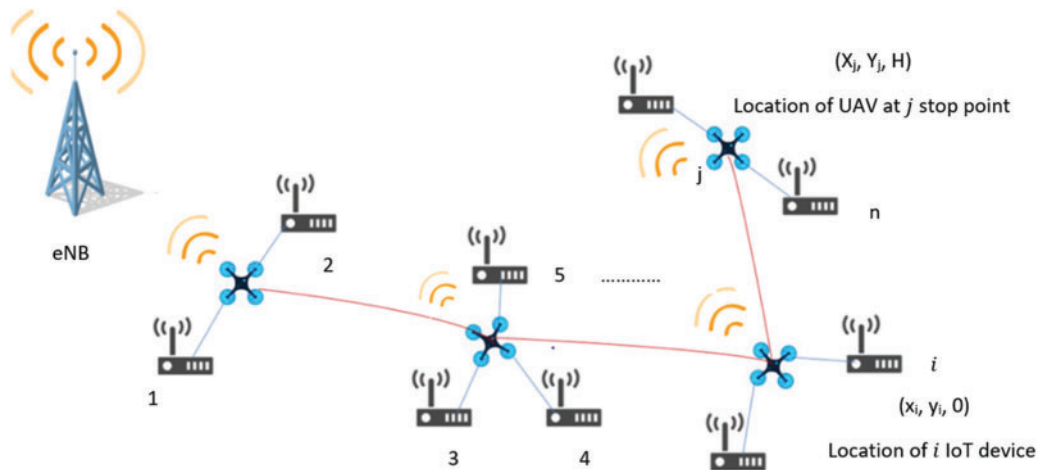 (Xⱼ, Yⱼ, H)
Location of UAV at j stop point
j
n
eNB
2
5 ............
1
3
4
i
(xᵢ, yᵢ, 0)
Location of i IoT device